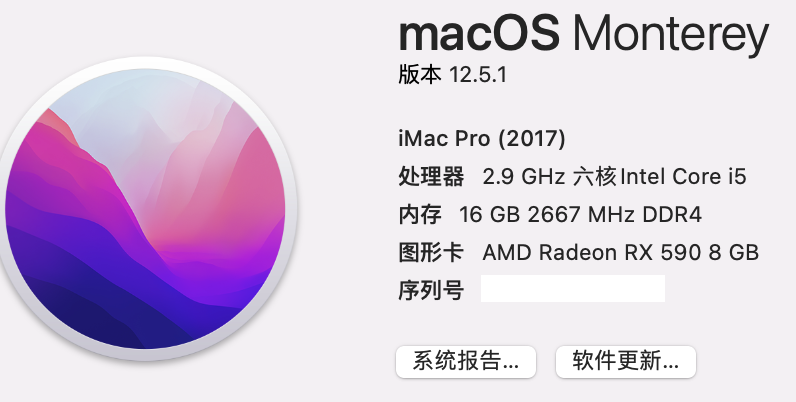 macOS Monterey
版本 12.5.1
iMac Pro (2017)
处理器 2.9 GHz 六核Intel Core i5
内存 16 GB 2667 MHz DDR4
图形卡 AMD Radeon RX 590 8 GB
序列号
系统报告... 软件更新...